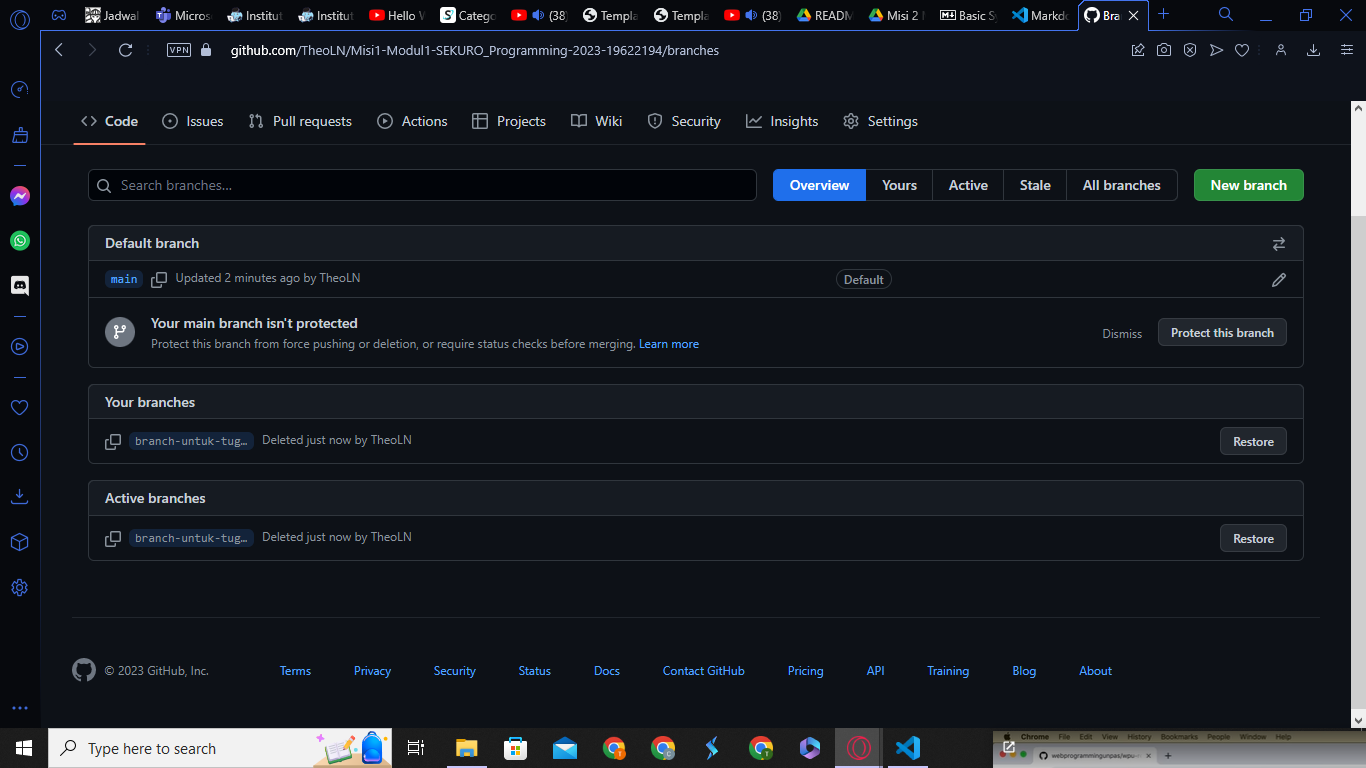 Jadwal
Microso
Institut
Institut
Hello W
Catego
(38)
Templa
Templa
(38)
READM
Misi 2 M
Basic Sy
Markdo
Bra
VPN
github.com/TheoLN/Misi1-Modul1-SEKURO_Programming-2023-19622194/branches
Code Issues Pull requests Actions Projects Wiki Security Insights Settings
Search branches...
Overview Yours Active Stale All branches New branch
Default branch
main Updated 2 minutes ago by TheoLN Default
Your main branch isn't protected
Protect this branch from force pushing or deletion, or require status checks before merging. Learn more
Dismiss Protect this branch
Your branches
branch-untuk-tug… Deleted just now by TheoLN Restore
Active branches
branch-untuk-tug… Deleted just now by TheoLN Restore
© 2023 GitHub, Inc. Terms Privacy Security Status Docs Contact GitHub Pricing API Training Blog About
Type here to search
Chrome File Edit View History Bookmarks People Window Help
webprogrammingunpas/wpu-